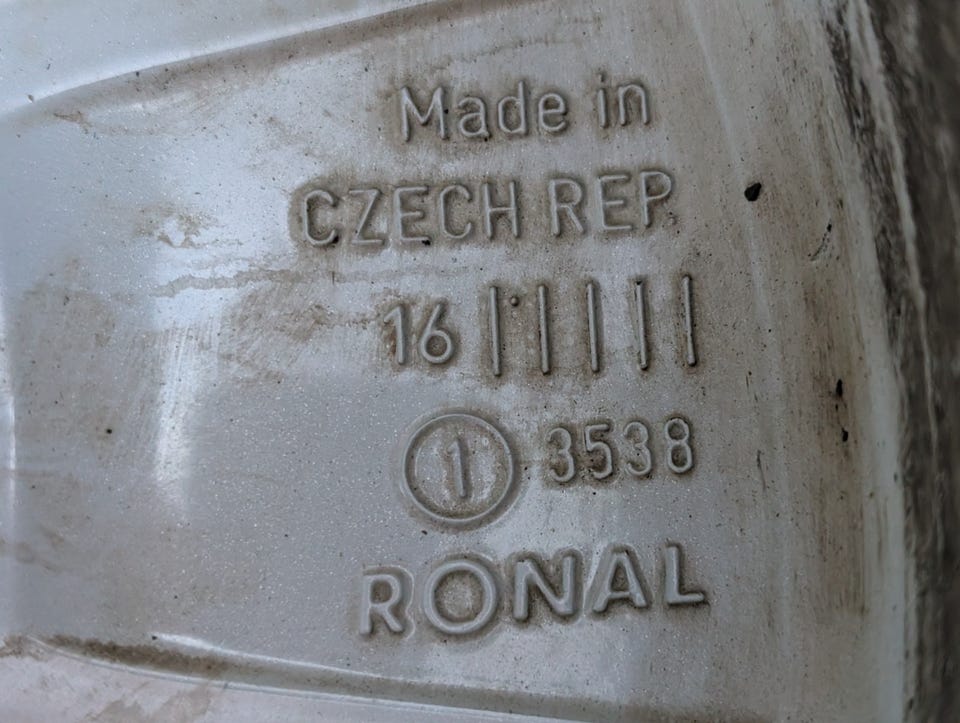 Made in
CZECH REP
16 | | | | |
1 3538
RONAL